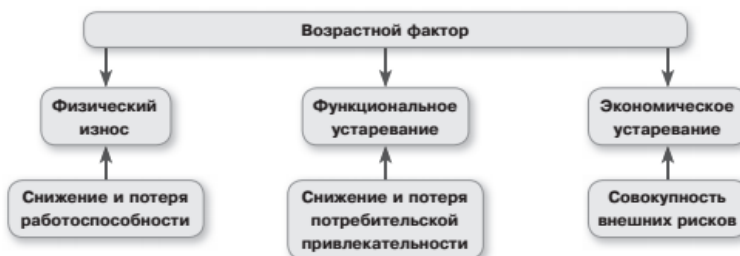 Возрастной фактор
Физический
износ
Функциональное
устаревание
Экономическое
устаревание
Снижение и потеря
работоспособности
Снижение и потеря
потребительской
привлекательности
Совокупность
внешних рисков